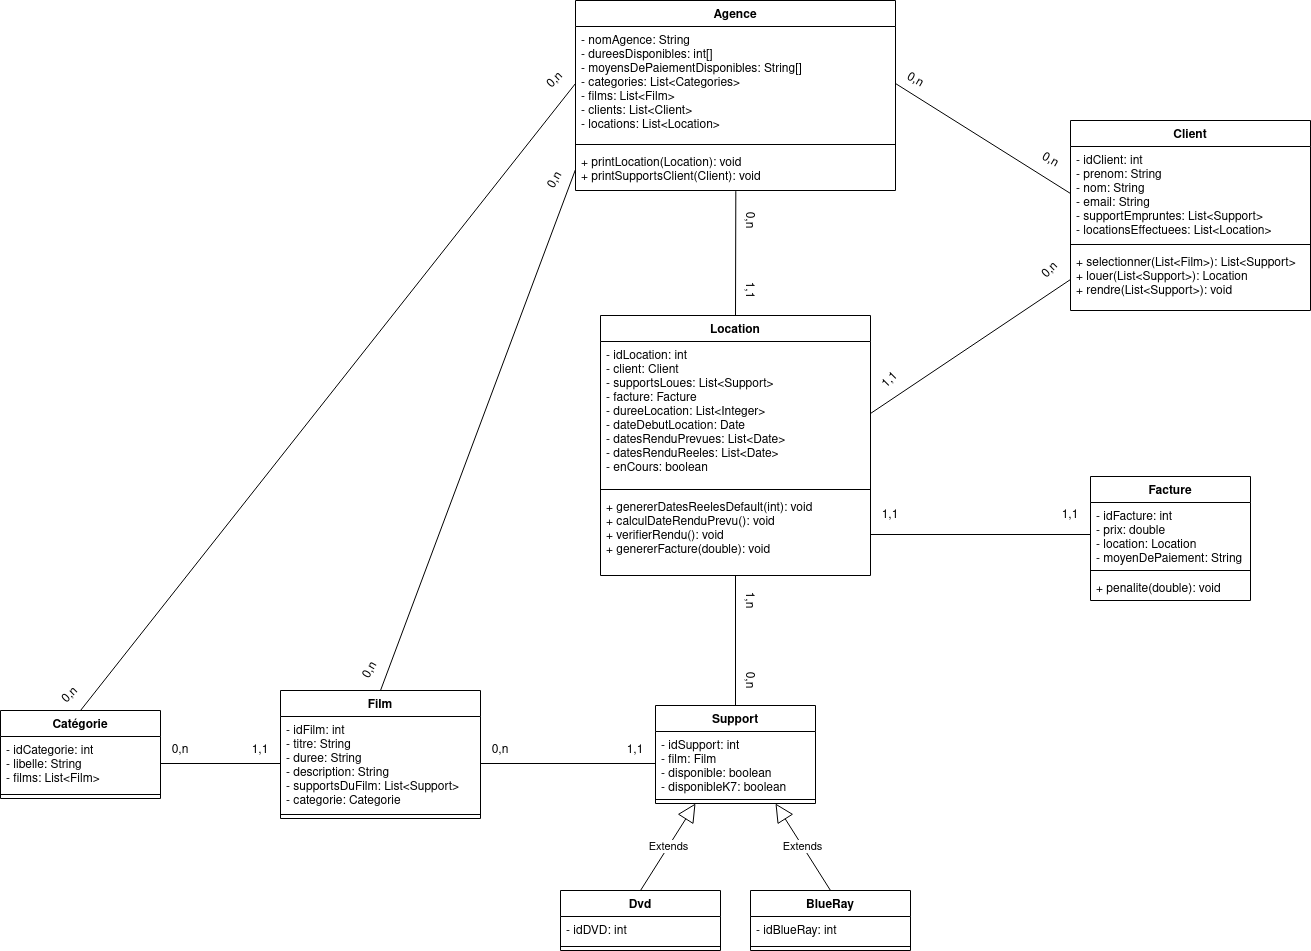 Agence
- nomAgence: String
- dureesDisponibles: int[]
- moyensDePaiementDisponibles: String[]
- categories: List<Categories>
- films: List<Film>
- clients: List<Client>
- locations: List<Location>
+ printLocation(Location): void
+ printSupportsClient(Client): void
0,n
0,n
0,n
0,n
0,n
1,1
Client
- idClient: int
- prenom: String
- nom: String
- email: String
- supportEmpruntes: List<Support>
- locationsEffectuees: List<Location>
+ selectionner(List<Film>): List<Support>
+ louer(List<Support>): Location
+ rendre(List<Support>): void
0,n
1,1
Location
- idLocation: int
- client: Client
- supportsLoues: List<Support>
- facture: Facture
- dureeLocation: List<Integer>
- dateDebutLocation: Date
- datesRenduPrevues: List<Date>
- datesRenduReeles: List<Date>
- enCours: boolean
+ genererDatesReelesDefault(int): void
+ calculDateRenduPrevu(): void
+ verifierRendu(): void
+ genererFacture(double): void
1,1
1,1
Facture
- idFacture: int
- prix: double
- location: Location
- moyenDePaiement: String
+ penalite(double): void
1,n
0,n
0,n
0,n
Catégorie
- idCategorie: int
- libelle: String
- films: List<Film>
0,n
1,1
Film
- idFilm: int
- titre: String
- duree: String
- description: String
- supportsDuFilm: List<Support>
- categorie: Categorie
0,n
1,1
Support
- idSupport: int
- film: Film
- disponible: boolean
- disponibleK7: boolean
Extends
Extends
Dvd
- idDVD: int
BlueRay
- idBlueRay: int